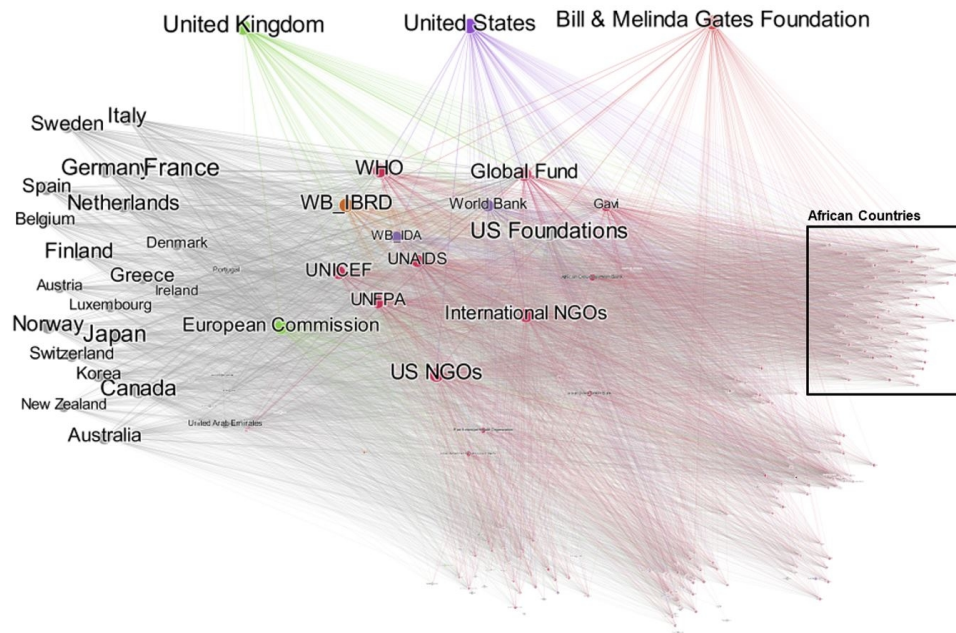 United Kingdom
United States
Bill & Melinda Gates Foundation
Italy
Sweden
Germany
France
WHO
Global Fund
Spain
Netherlands
WB_IBRD
World Bank
Gavi
Belgium
African Countries
US Foundations
WB_IDA
Denmark
Finland
UNAIDS
Portugal
UNICEF
Greece
Austria
Ireland
Luxembourg
UNFPA
International NGOs
Norway
European Commission
Japan
Switzerland
Korea
US NGOs
Canada
New Zealand
United Arab Emirates
Australia